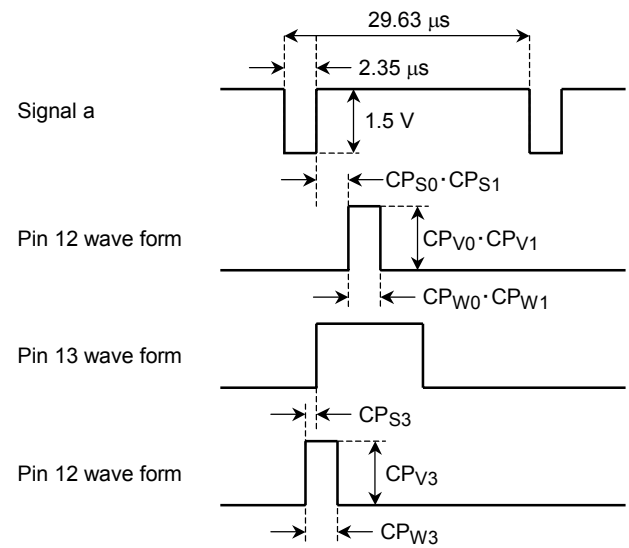 29.63 μs
2.35 μs
Signal a
1.5 V
CPS0·CPS1
Pin 12 wave form
CPV0·CPV1
CPW0·CPW1
Pin 13 wave form
CPS3
Pin 12 wave form
CPV3
CPW3